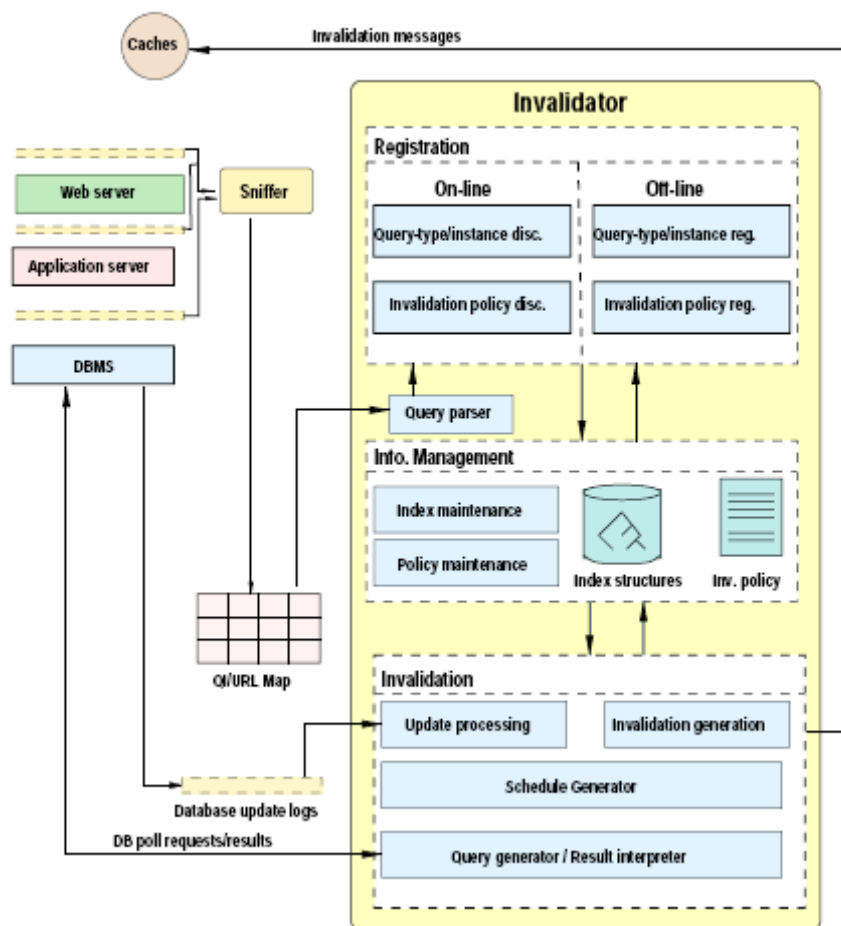 Invalidation messages
Caches
Invalidator
Registration
On-line
Off-line
Web server
Sniffer
Query-type/instance disc.
Query-type/instance reg.
Application server
Invalidation policy disc.
Invalidation policy reg.
DBMS
Query parser
Info. Management
Index maintenance
Policy maintenance
Index structures
Inv. policy
QI/URL Map
Invalidation
Update processing
Invalidation generation
Schedule Generator
Database update logs
DB poll requests/results
Query generator / Result interpreter